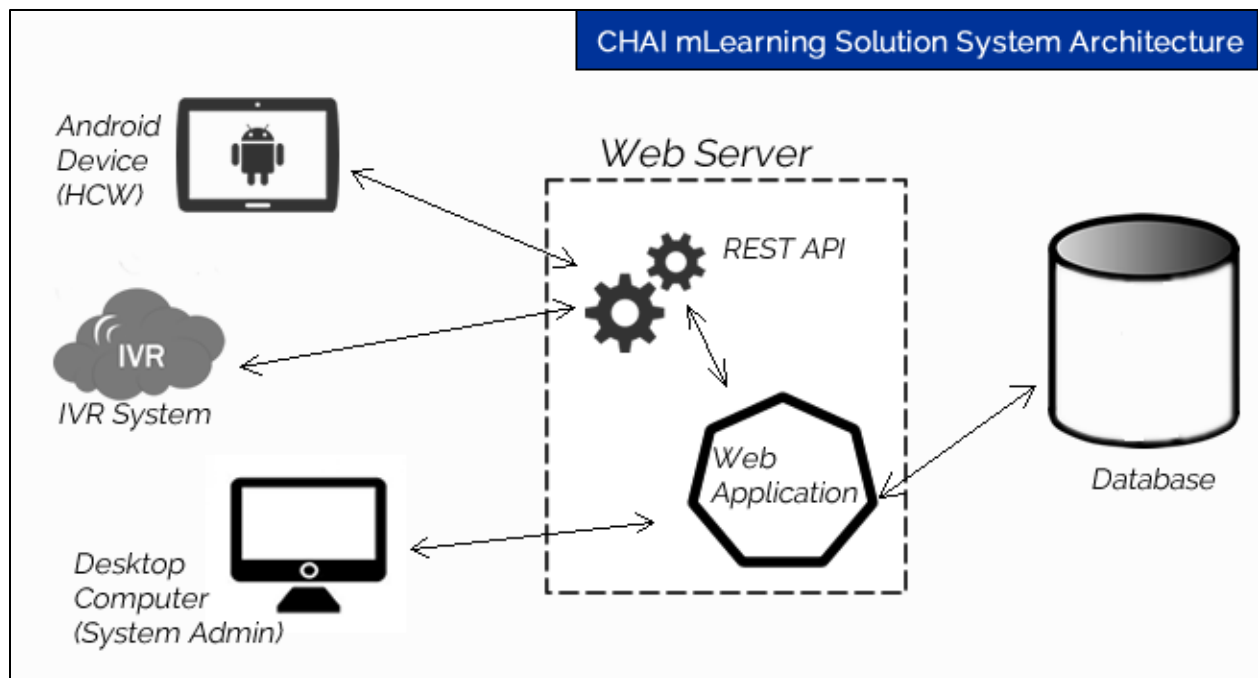 CHAI mLearning Solution System Architecture
Android
Device
(HCW)
Web Server
REST API
IVR
IVR System
Web
Application
Database
Desktop
Computer
(System Admin)